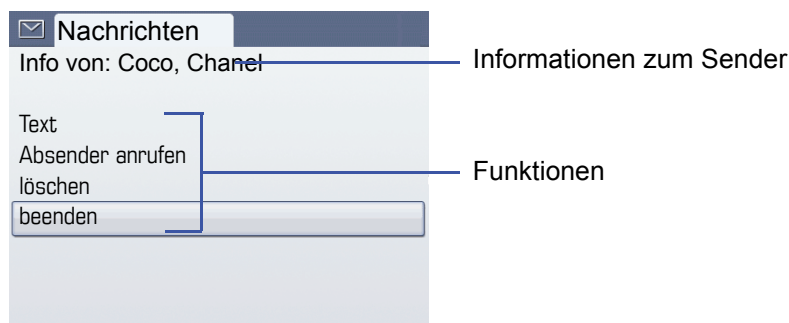 Nachrichten
Info von: Coco, Chanel
Informationen zum Sender
Text
Absender anrufen
Funktionen
löschen
beenden